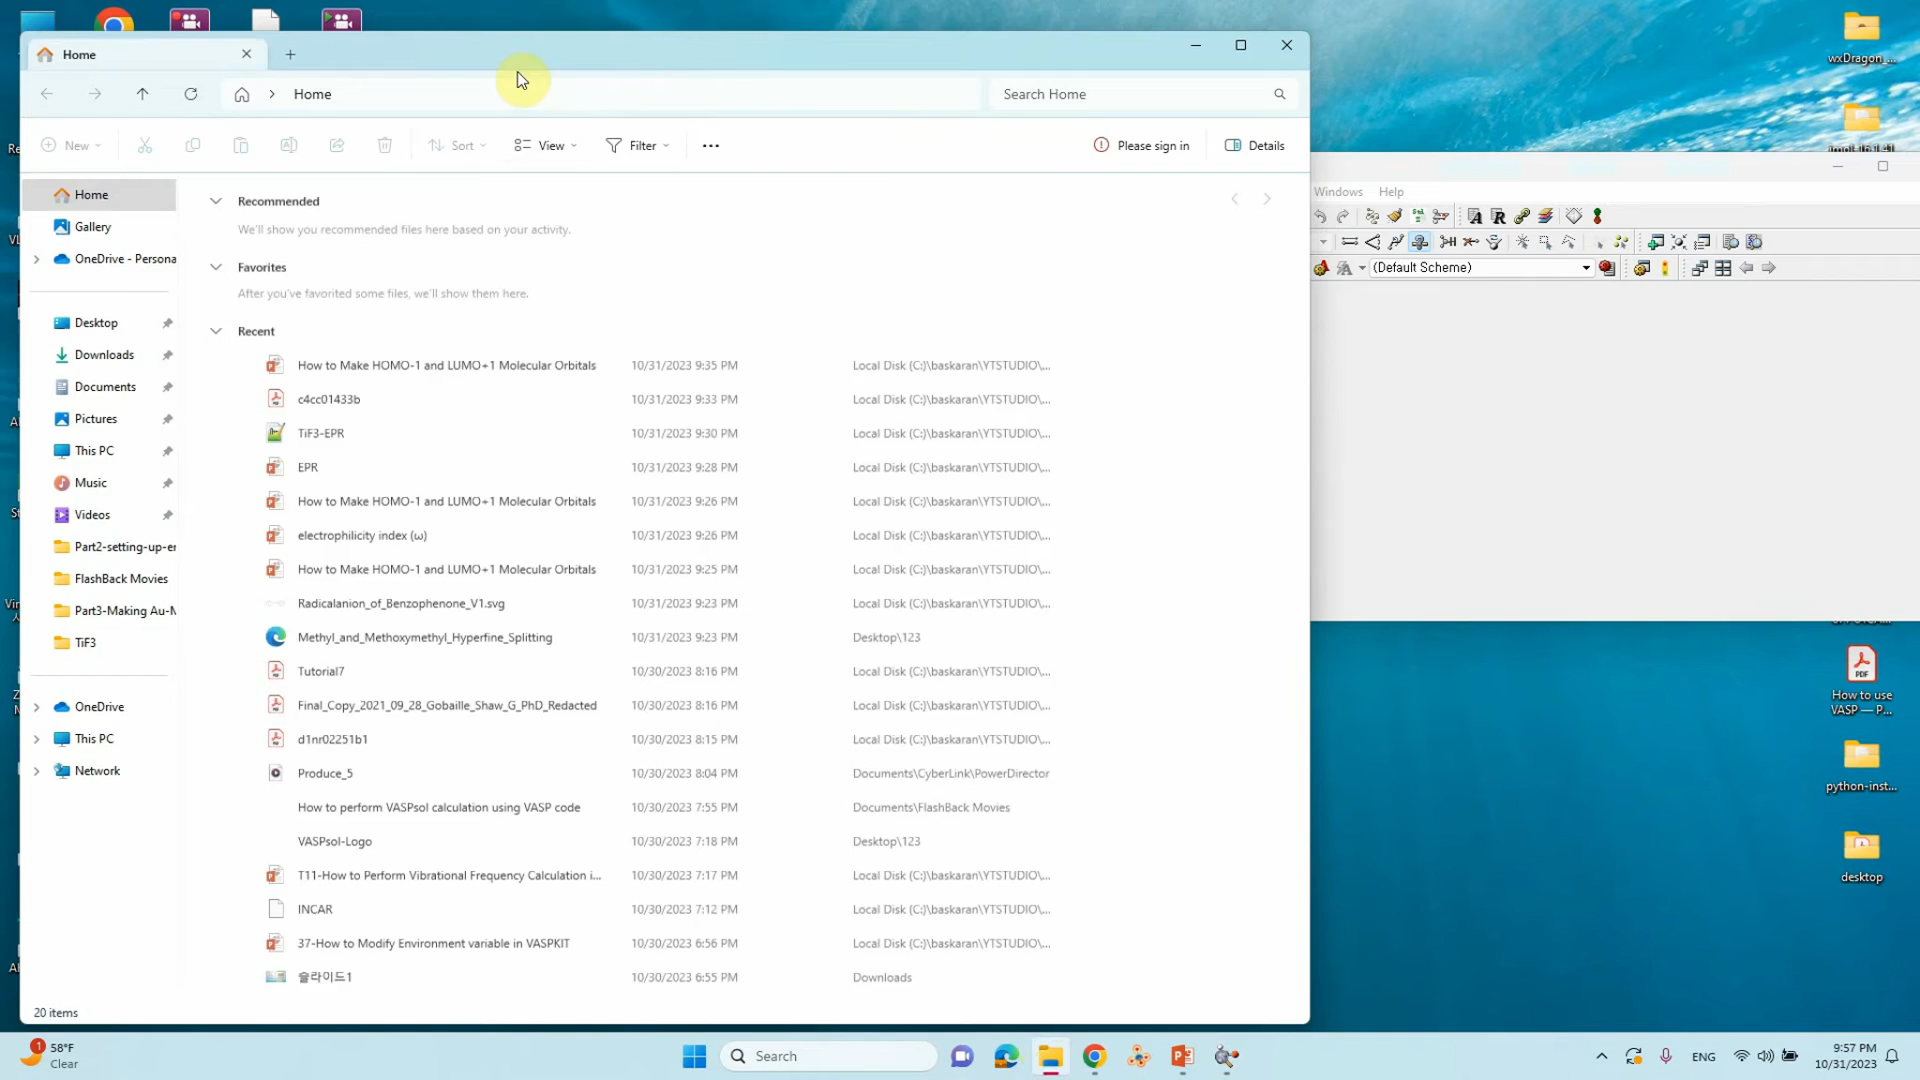 Home
Home
Search Home
New
Sort
View
Filter
Please sign in
Details
Home
Gallery
OneDrive - Persona
Desktop
Downloads
Documents
Pictures
This PC
Music
Videos
Part2-setting-up-er
FlashBack Movies
Part3-Making Au-N
TiF3
OneDrive
This PC
Network
Recommended
We'll show you recommended files here based on your activity.
Favorites
After you've favorited some files, we'll show them here.
Recent
How to Make HOMO-1 and LUMO+1 Molecular Orbitals 10/31/2023 9:35 PM Local Disk (C:)\baskaran\YTSTUDIO\...
c4cc01433b 10/31/2023 9:33 PM Local Disk (C:)\baskaran\YTSTUDIO\...
TiF3-EPR 10/31/2023 9:30 PM Local Disk (C:)\baskaran\YTSTUDIO\...
EPR 10/31/2023 9:28 PM Local Disk (C:)\baskaran\YTSTUDIO\...
How to Make HOMO-1 and LUMO+1 Molecular Orbitals 10/31/2023 9:26 PM Local Disk (C:)\baskaran\YTSTUDIO\...
electrophilicity index (ω) 10/31/2023 9:26 PM Local Disk (C:)\baskaran\YTSTUDIO\...
How to Make HOMO-1 and LUMO+1 Molecular Orbitals 10/31/2023 9:25 PM Local Disk (C:)\baskaran\YTSTUDIO\...
Radicalanion_of_Benzophenone_V1.svg 10/31/2023 9:23 PM Local Disk (C:)\baskaran\YTSTUDIO\...
Methyl_and_Methoxymethyl_Hyperfine_Splitting 10/31/2023 9:23 PM Desktop\123
Tutorial7 10/30/2023 8:16 PM Local Disk (C:)\baskaran\YTSTUDIO\...
Final_Copy_2021_09_28_Gobaille_Shaw_G_PhD_Redacted 10/30/2023 8:16 PM Local Disk (C:)\baskaran\YTSTUDIO\...
d1nr02251b1 10/30/2023 8:15 PM Local Disk (C:)\baskaran\YTSTUDIO\...
Produce_5 10/30/2023 8:04 PM Documents\CyberLink\PowerDirector
How to perform VASPsol calculation using VASP code 10/30/2023 7:55 PM Documents\FlashBack Movies
VASPsol-Logo 10/30/2023 7:18 PM Desktop\123
T11-How to Perform Vibrational Frequency Calculation i... 10/30/2023 7:17 PM Local Disk (C:)\baskaran\YTSTUDIO\...
INCAR 10/30/2023 7:12 PM Local Disk (C:)\baskaran\YTSTUDIO\...
37-How to Modify Environment variable in VASPKIT 10/30/2023 6:56 PM Local Disk (C:)\baskaran\YTSTUDIO\...
슬라이드1 10/30/2023 6:55 PM Downloads
20 items
Windows Help
(Default Scheme)
wxDragon_...
How to use
VASP — P...
python-inst...
desktop
1
58°F
Clear
Search
ENG
9:57 PM
10/31/2023